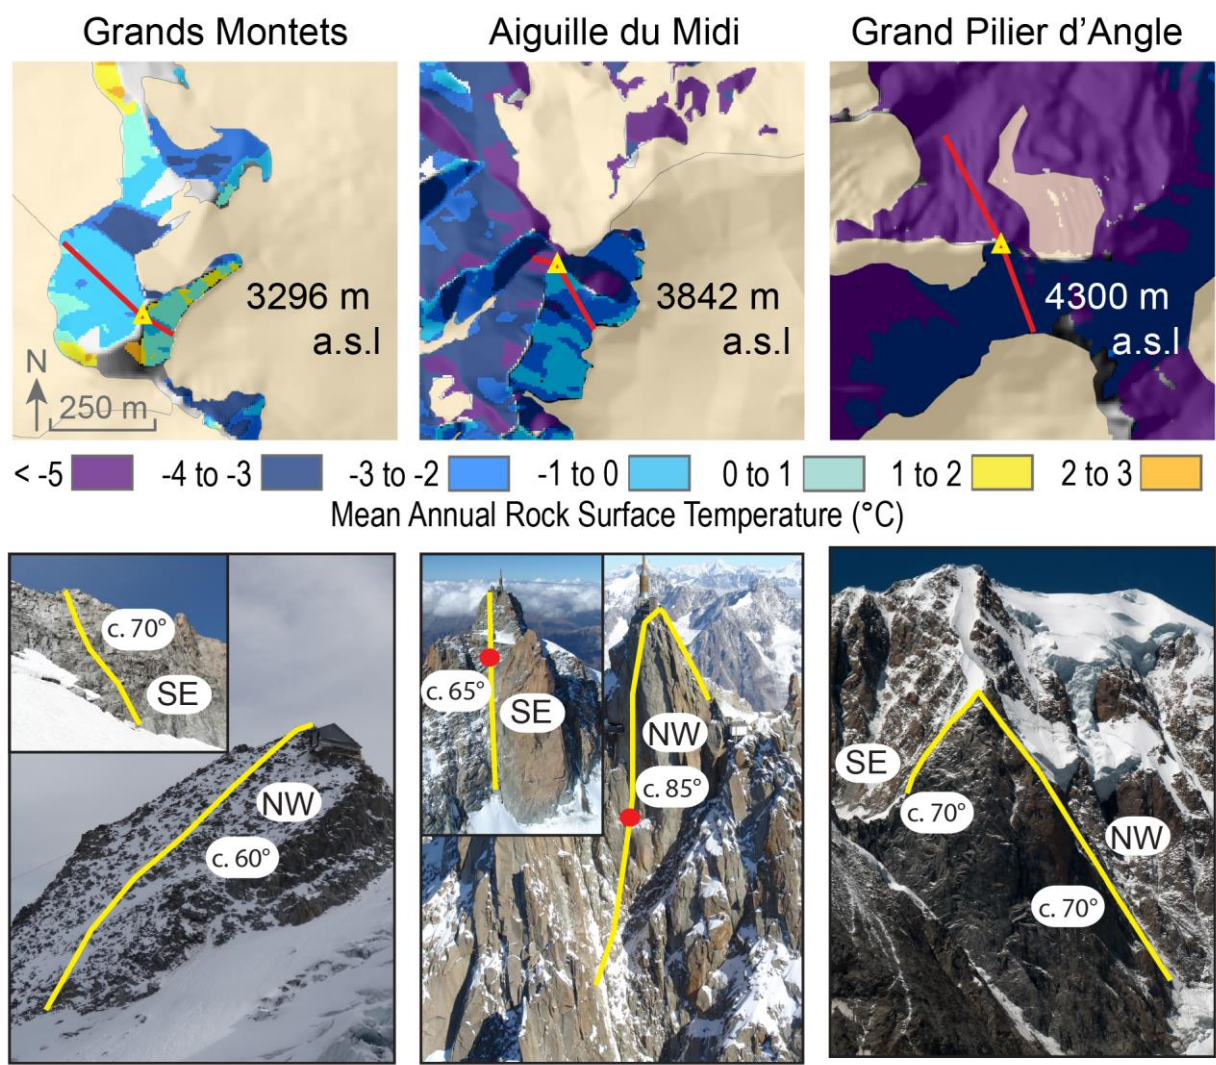 Grands Montets
Aiguille du Midi
Grand Pilier d'Angle
3296 m
a.s.l
N
250 m
3842 m
a.s.l
4300 m
a.s.l
< -5
-4 to -3
-3 to -2
-1 to 0
0 to 1
1 to 2
2 to 3
Mean Annual Rock Surface Temperature (°C)
c. 70°
SE
NW
c. 60°
c. 65°
SE
NW
c. 85°
SE
c. 70°
NW
c. 70°